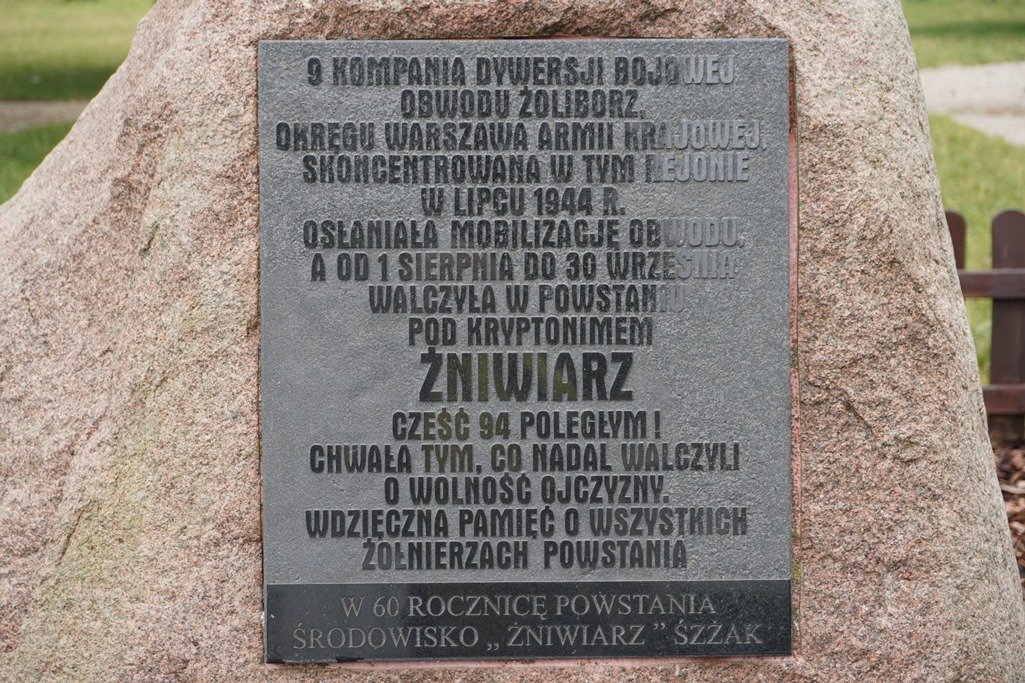 9 KOMPANIA DYWERSJI BOJOWEJ
OBWODU ŻOLIBORZ,
OKRĘGU WARSZAWA ARMII KRAJOWEJ,
SKONCENTROWANA W TYM REJONIE
W LIPCU 1944 R.
OSŁANIAŁA MOBILIZACJĘ OBWODU,
A OD 1 SIERPNIA DO 30 WRZEŚNIA
WALCZYŁA W POWSTANIU
POD KRYPTONIMEM
ŻNIWIARZ
CZEŚĆ 94 POLEGŁYM !
CHWAŁA TYM, CO NADAL WALCZYLI
O WOLNOŚĆ OJCZYZNY.
WDZIĘCZNA PAMIĘĆ O WSZYSTKICH
ŻOŁNIERZACH POWSTANIA
W 60 ROCZNICĘ POWSTANIA
ŚRODOWISKO „ ŻNIWIARZ ” ŚZŻAK